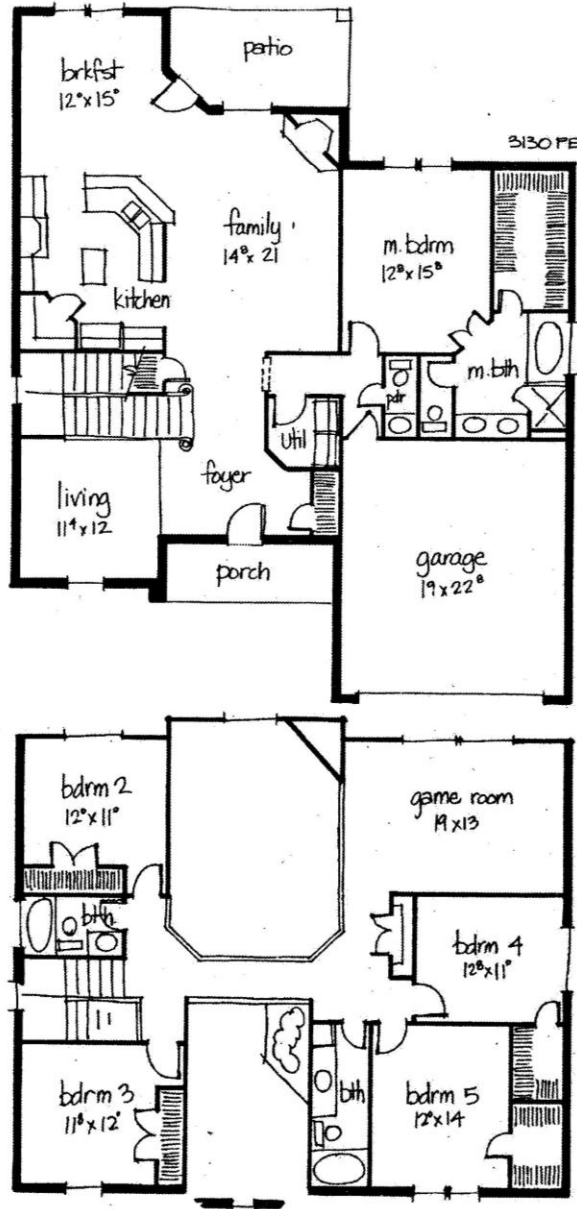 patio
brkfst
12⁰x15⁰
3130 PE
family
14⁸x 21
m.bdrm
12⁸x15⁸
kitchen
m.bth
pdr
util
living
11⁴x12
foyer
porch
garage
19x22⁸
bdrm 2
12⁰x11⁰
game room
19x13
bth
bdrm 4
12⁸x11⁰
bdrm 3
11⁸x12⁰
bth
bdrm 5
12⁰x14